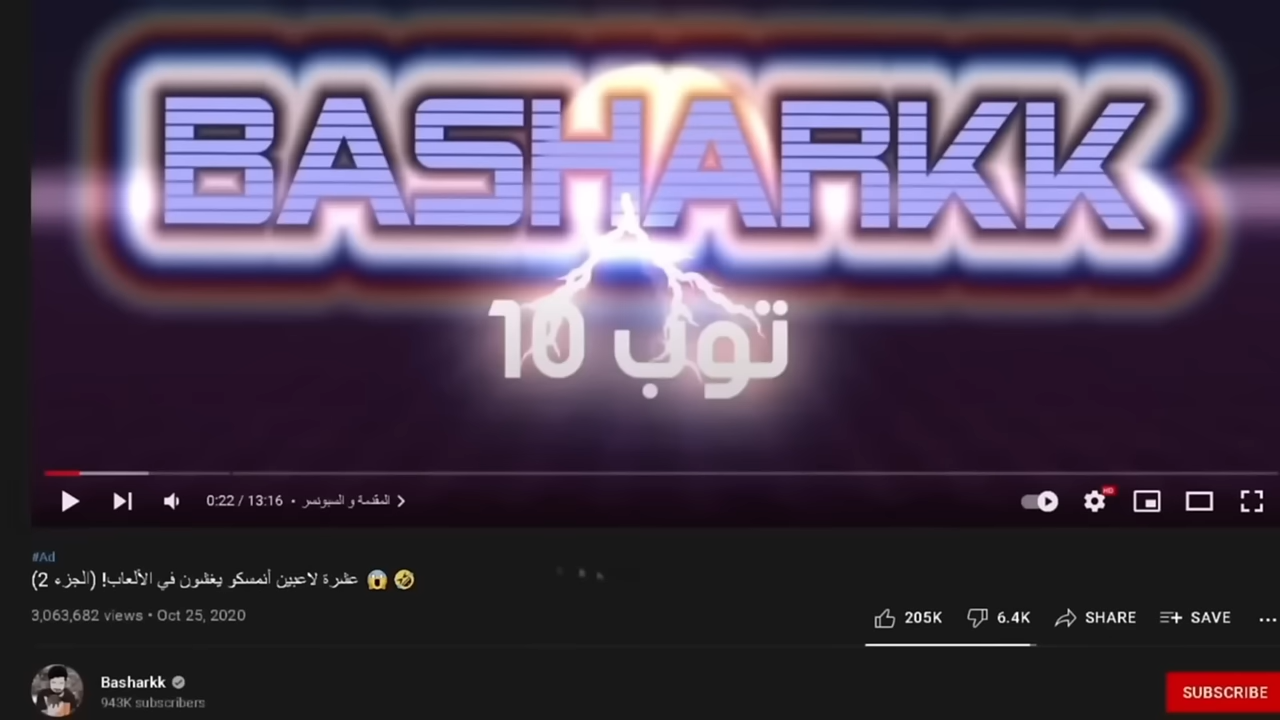 BASHARKK
توب 10
0:22 / 13:16 • المقدمة و السبونسر
HD
#Ad
عشرة لاعبين أنمسكو يغشون في الألعاب! (الجزء 2) 😱 🤣
3,063,682 views • Oct 25, 2020
205K 6.4K SHARE SAVE ...
Basharkk
943K subscribers
SUBSCRIBE